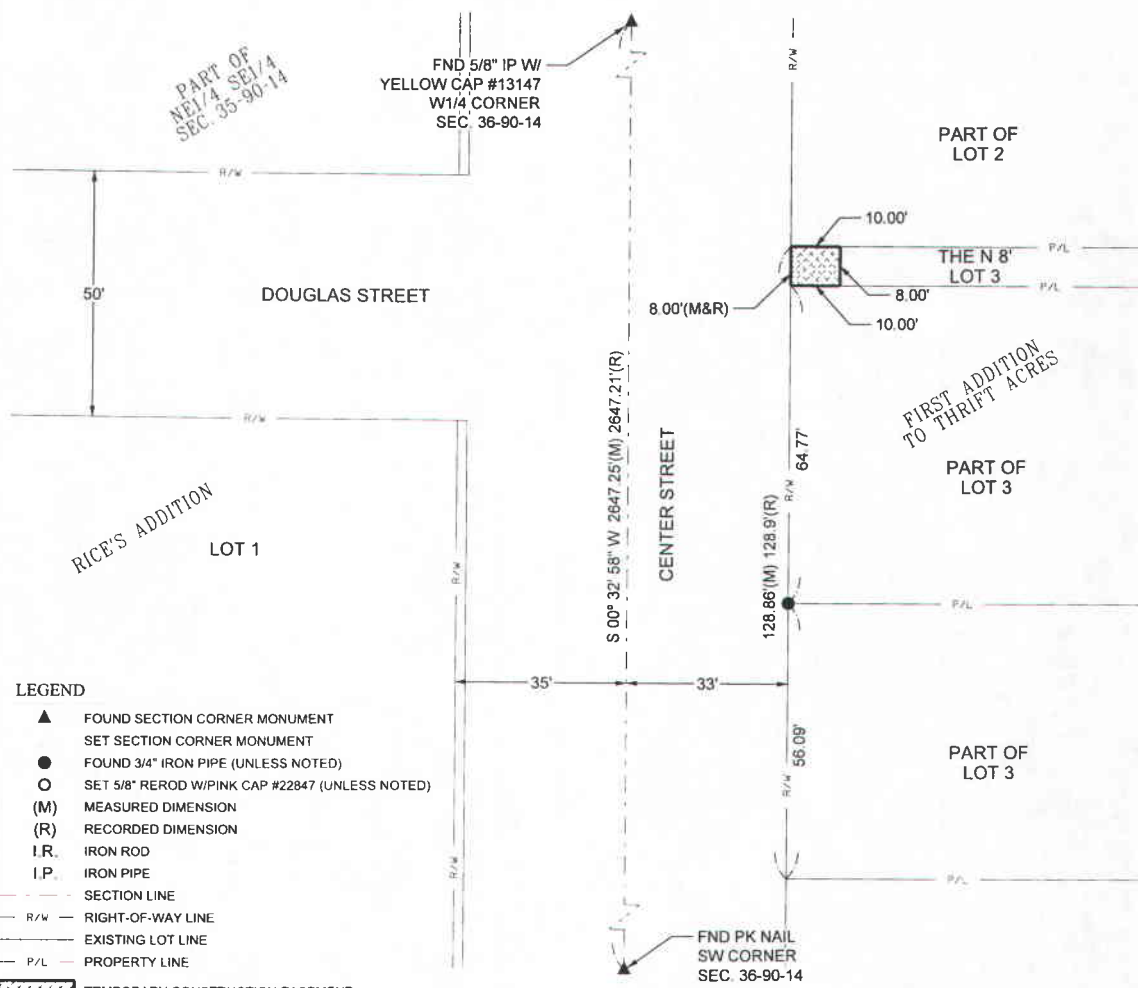 PART OF
NE1/4 SE1/4
SEC. 35-90-14
FND 5/8" IP W/
YELLOW CAP #13147
W1/4 CORNER
SEC. 36-90-14
R/W
PART OF
LOT 2
R/W
50'
DOUGLAS STREET
10.00'
P/L
THE N 8'
LOT 3
8.00'
P/L
8.00'(M&R)
10.00'
R/W
FIRST ADDITION
TO THRIFT ACRES
S 00° 32' 58" W 2647.25'(M) 2647.21'(R)
CENTER STREET
64.77'
R/W
128.86'(M) 128.9'(R)
PART OF
LOT 3
RICE'S ADDITION
LOT 1
R/W
P/L
35'
33'
56.09'
R/W
PART OF
LOT 3
R/W
P/L
LEGEND
FOUND SECTION CORNER MONUMENT
SET SECTION CORNER MONUMENT
FOUND 3/4" IRON PIPE (UNLESS NOTED)
SET 5/8" REROD W/PINK CAP #22847 (UNLESS NOTED)
(M) MEASURED DIMENSION
(R) RECORDED DIMENSION
I.R. IRON ROD
I.P. IRON PIPE
SECTION LINE
R/W RIGHT-OF-WAY LINE
EXISTING LOT LINE
P/L PROPERTY LINE
TEMPORARY CONSTRUCTION EASEMENT
FND PK NAIL
SW CORNER
SEC. 36-90-14